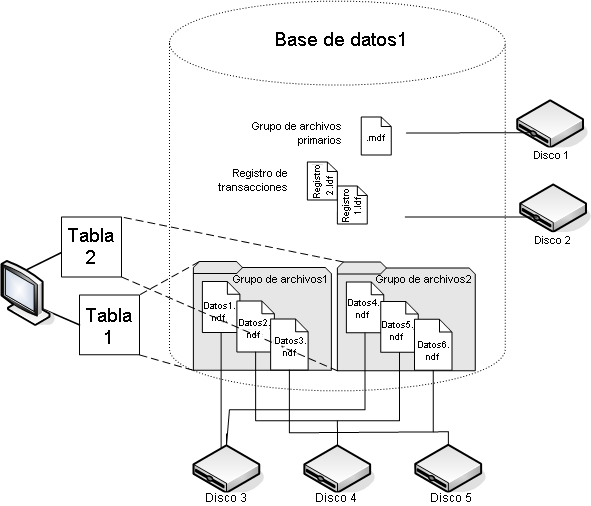 Base de datos1
Grupo de archivos
primarios
.mdf
Disco 1
Registro de
transacciones
Registro
2.ldf
Registro
1.ldf
Disco 2
Tabla
2
Tabla
1
Grupo de archivos1
Datos1.
ndf
Datos2.
ndf
Datos3.
ndf
Grupo de archivos2
Datos4.
ndf
Datos5.
ndf
Datos6.
ndf
Disco 3
Disco 4
Disco 5